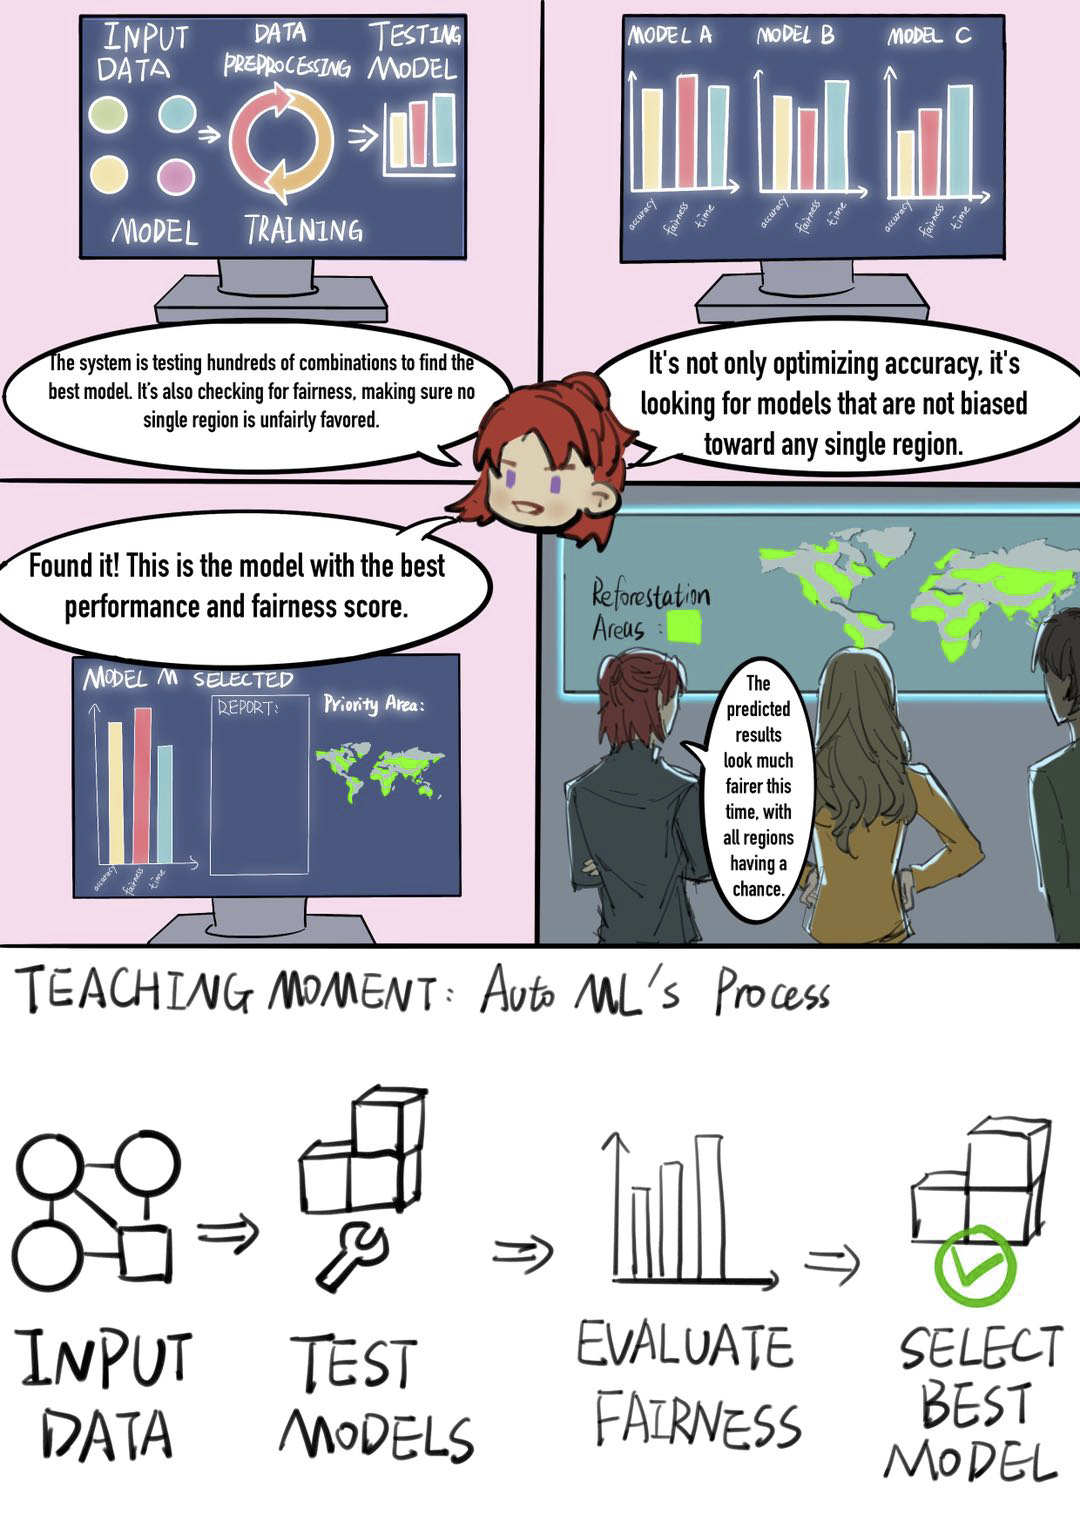 INPUT
DATA
DATA
PREPROCESSING
TESTING
MODEL
MODEL TRAINING
The system is testing hundreds of combinations to find the
best model. It's also checking for fairness, making sure no
single region is unfairly favored.
MODEL A
MODEL B
MODEL C
accuracy
fairness
time
accuracy
fairness
time
accuracy
fairness
time
It's not only optimizing accuracy, it's
looking for models that are not biased
toward any single region.
Found it! This is the model with the best
performance and fairness score.
MODEL M SELECTED
REPORT:
Priority Area:
accuracy
fairness
time
Reforestation
Areas :
The
predicted
results
look much
fairer this
time, with
all regions
having a
chance.
TEACHING MOMENT: Auto ML's Process
INPUT
DATA
TEST
MODELS
EVALUATE
FAIRNESS
SELECT
BEST
MODEL